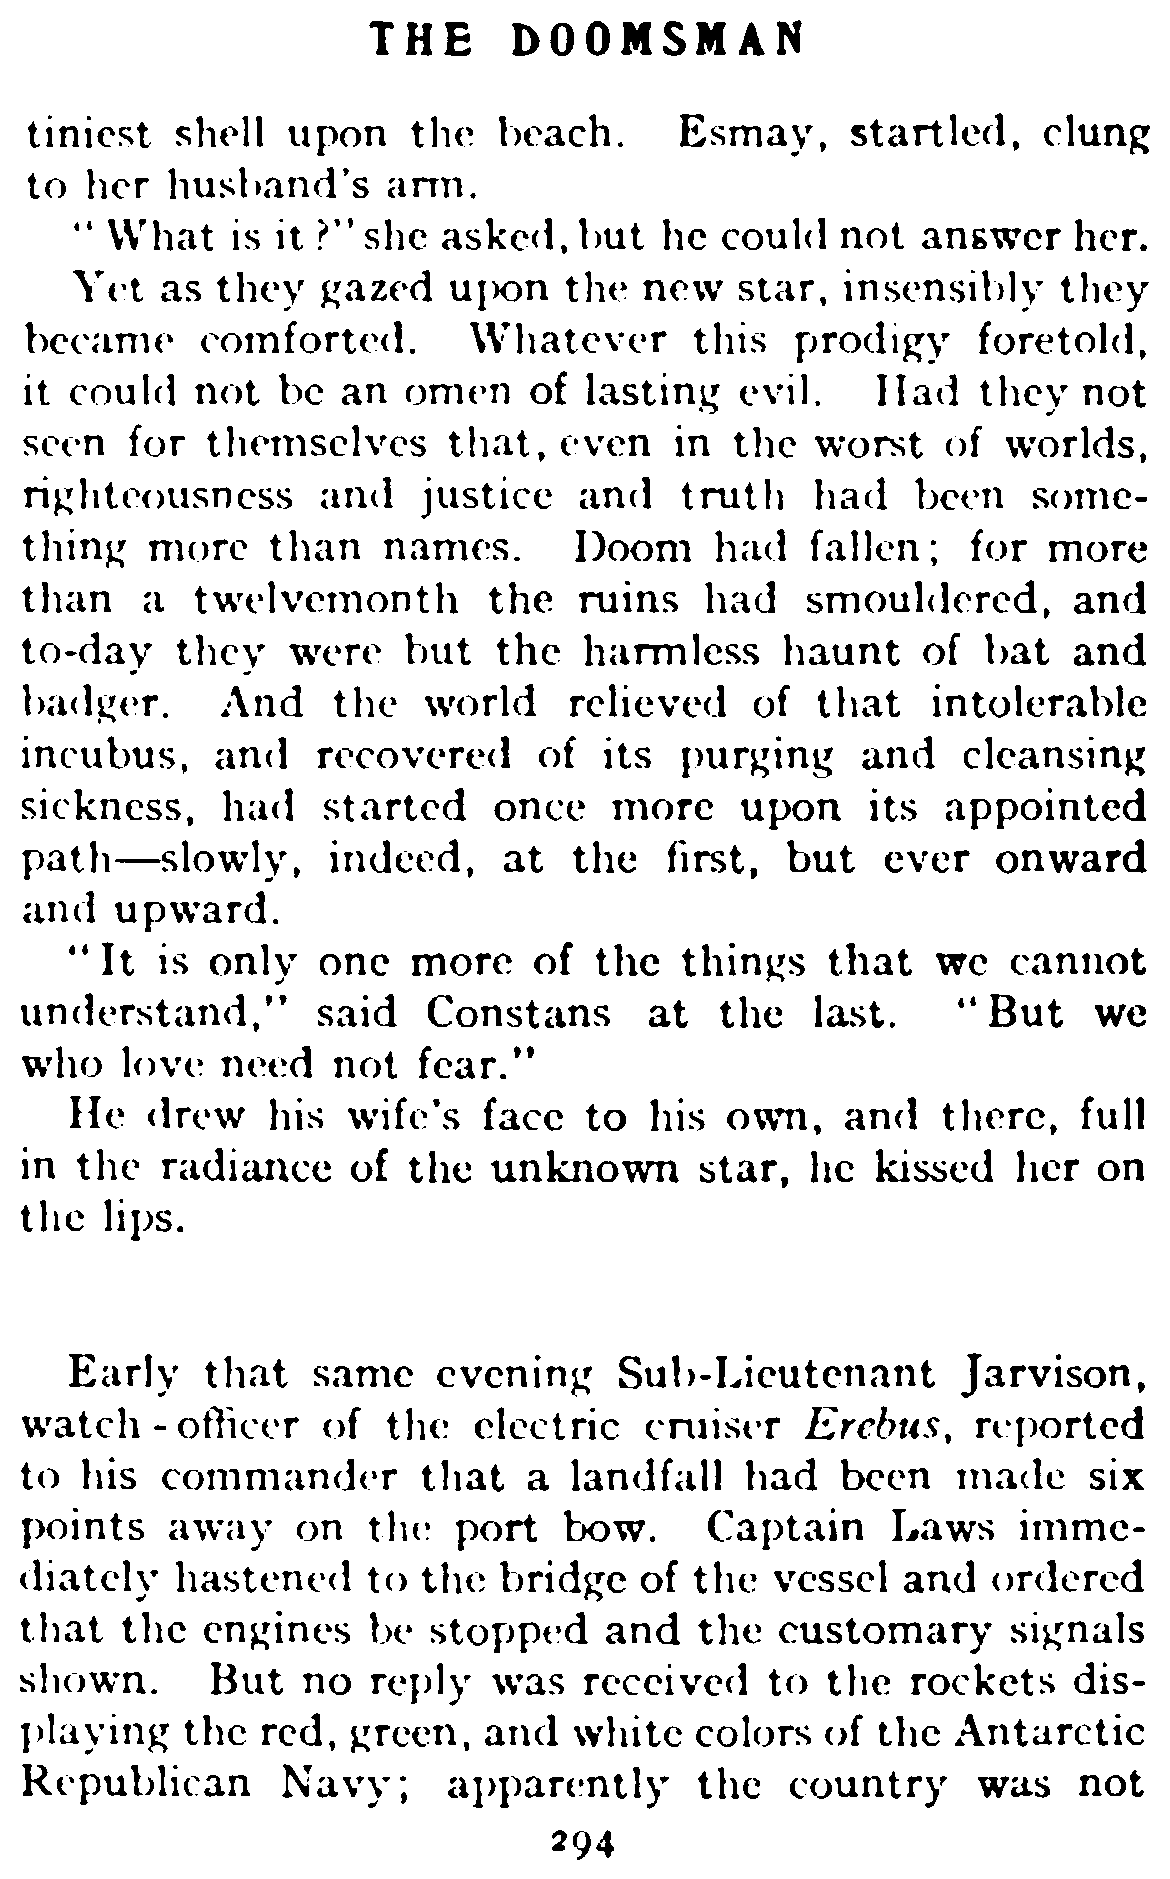 THE DOOMSMAN
tiniest shell upon the beach. Esmay, startled, clung
to her husband's arm.
"What is it?" she asked, but he could not answer her.
Yet as they gazed upon the new star, insensibly they
became comforted. Whatever this prodigy foretold,
it could not be an omen of lasting evil. Had they not
seen for themselves that, even in the worst of worlds,
righteousness and justice and truth had been some-
thing more than names. Doom had fallen; for more
than a twelvemonth the ruins had smouldered, and
to-day they were but the harmless haunt of bat and
badger. And the world relieved of that intolerable
incubus, and recovered of its purging and cleansing
sickness, had started once more upon its appointed
path—slowly, indeed, at the first, but ever onward
and upward.
"It is only one more of the things that we cannot
understand," said Constans at the last. "But we
who love need not fear."
He drew his wife's face to his own, and there, full
in the radiance of the unknown star, he kissed her on
the lips.
Early that same evening Sub-Lieutenant Jarvison,
watch-officer of the electric cruiser Erebus, reported
to his commander that a landfall had been made six
points away on the port bow. Captain Laws imme-
diately hastened to the bridge of the vessel and ordered
that the engines be stopped and the customary signals
shown. But no reply was received to the rockets dis-
playing the red, green, and white colors of the Antarctic
Republican Navy; apparently the country was not
294